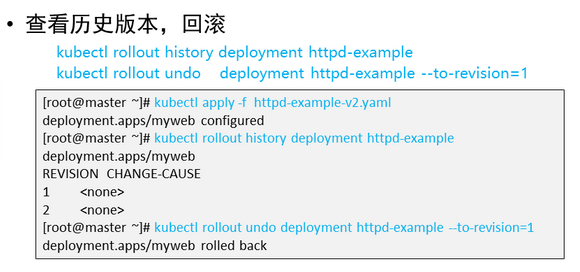 • 查看历史版本，回滚
kubectl rollout history deployment httpd-example
kubectl rollout undo deployment httpd-example --to-revision=1
[root@master ~]# kubectl apply -f httpd-example-v2.yaml
deployment.apps/myweb configured
[root@master ~]# kubectl rollout history deployment httpd-example
deployment.apps/myweb
REVISION CHANGE-CAUSE
1 <none>
2 <none>
[root@master ~]# kubectl rollout undo deployment httpd-example --to-revision=1
deployment.apps/myweb rolled back